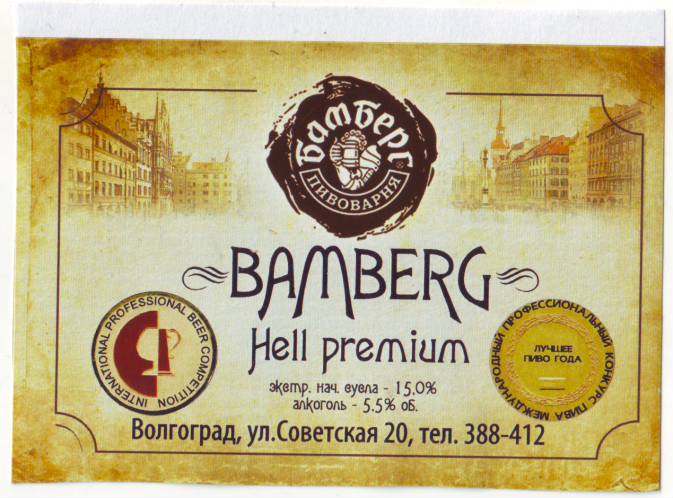 Бамберг
ПИВОВАРНЯ
BAMBERG
Hell premium
INTERNATIONAL PROFESSIONAL BEER COMPETITION
МЕЖДУНАРОДНЫЙ ПРОФЕССИОНАЛЬНЫЙ КОНКУРС ПИВА
ЛУЧШЕЕ
ПИВО ГОДА
экстр. нач. сусла - 15.0%
алкоголь - 5.5% об.
Волгоград, ул.Советская 20, тел. 388-412